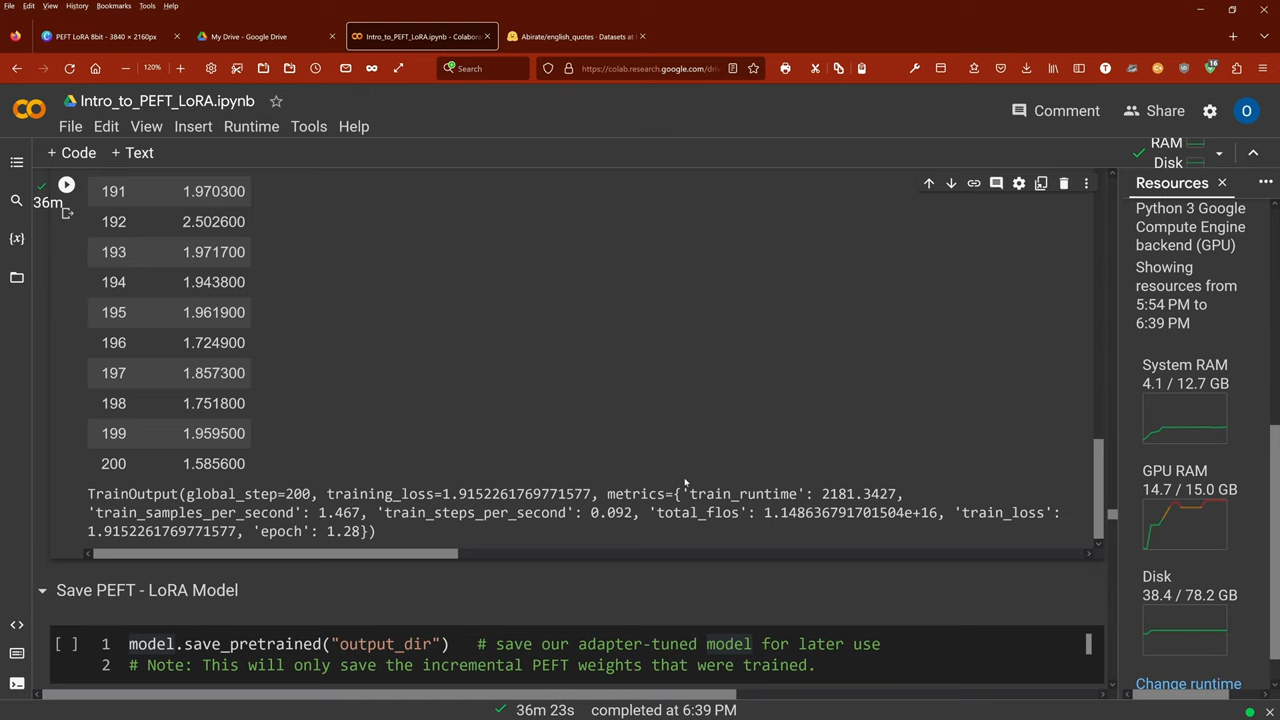 File Edit View History Bookmarks Tools Help
PEFT LoRA 8bit - 3840 × 2160px
My Drive - Google Drive
Intro_to_PEFT_LoRA.ipynb - Colabora
Abirate/english_quotes · Datasets at
120%
Search
https://colab.research.google.com/driv
16
Intro_to_PEFT_LoRA.ipynb
Comment
Share
O
File Edit View Insert Runtime Tools Help
+ Code + Text
RAM
Disk
36m
191 1.970300
192 2.502600
193 1.971700
194 1.943800
195 1.961900
196 1.724900
197 1.857300
198 1.751800
199 1.959500
200 1.585600
TrainOutput(global_step=200, training_loss=1.9152261769771577, metrics={'train_runtime': 2181.3427,
'train_samples_per_second': 1.467, 'train_steps_per_second': 0.092, 'total_flos': 1.148636791701504e+16, 'train_loss':
1.9152261769771577, 'epoch': 1.28})
Save PEFT - LoRA Model
[ ] 1 model.save_pretrained("output_dir") # save our adapter-tuned model for later use
2 # Note: This will only save the incremental PEFT weights that were trained.
Resources
Python 3 Google
Compute Engine
backend (GPU)
Showing
resources from
5:54 PM to
6:39 PM
System RAM
4.1 / 12.7 GB
GPU RAM
14.7 / 15.0 GB
Disk
38.4 / 78.2 GB
Change runtime
36m 23s completed at 6:39 PM